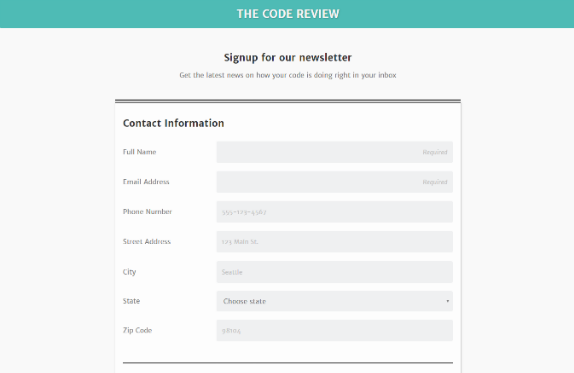 THE CODE REVIEW
Signup for our newsletter
Get the latest news on how your code is doing right in your inbox
Contact Information
Full Name Required
Email Address Required
Phone Number 555-123-4567
Street Address 123 Main St.
City Seattle
State Choose state
Zip Code 98104